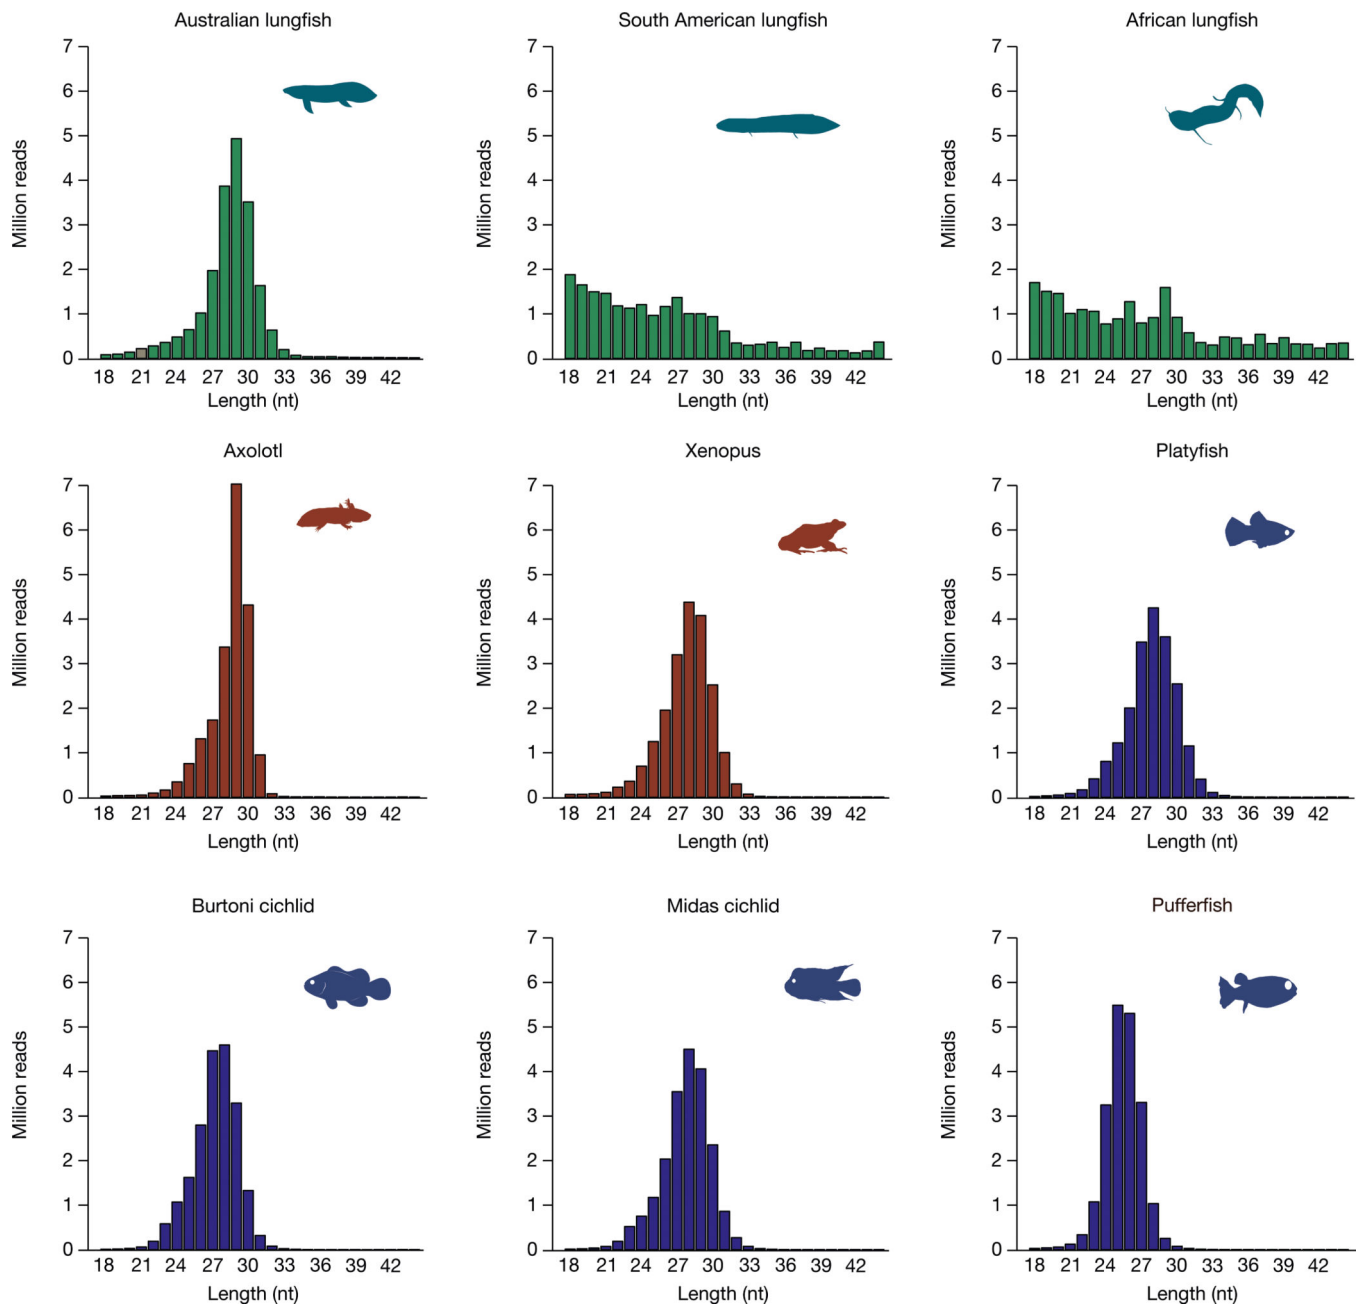 Australian lungfish
South American lungfish
African lungfish
7
6
5
4
3
2
1
0
Million reads
18 21 24 27 30 33 36 39 42
Length (nt)
7
6
5
4
3
2
1
0
Million reads
18 21 24 27 30 33 36 39 42
Length (nt)
7
6
5
4
3
2
1
0
Million reads
18 21 24 27 30 33 36 39 42
Length (nt)
Axolotl
Xenopus
Platyfish
7
6
5
4
3
2
1
0
Million reads
18 21 24 27 30 33 36 39 42
Length (nt)
7
6
5
4
3
2
1
0
Million reads
18 21 24 27 30 33 36 39 42
Length (nt)
7
6
5
4
3
2
1
0
Million reads
18 21 24 27 30 33 36 39 42
Length (nt)
Burtoni cichlid
Midas cichlid
Pufferfish
7
6
5
4
3
2
1
0
Million reads
18 21 24 27 30 33 36 39 42
Length (nt)
7
6
5
4
3
2
1
0
Million reads
18 21 24 27 30 33 36 39 42
Length (nt)
7
6
5
4
3
2
1
0
Million reads
18 21 24 27 30 33 36 39 42
Length (nt)